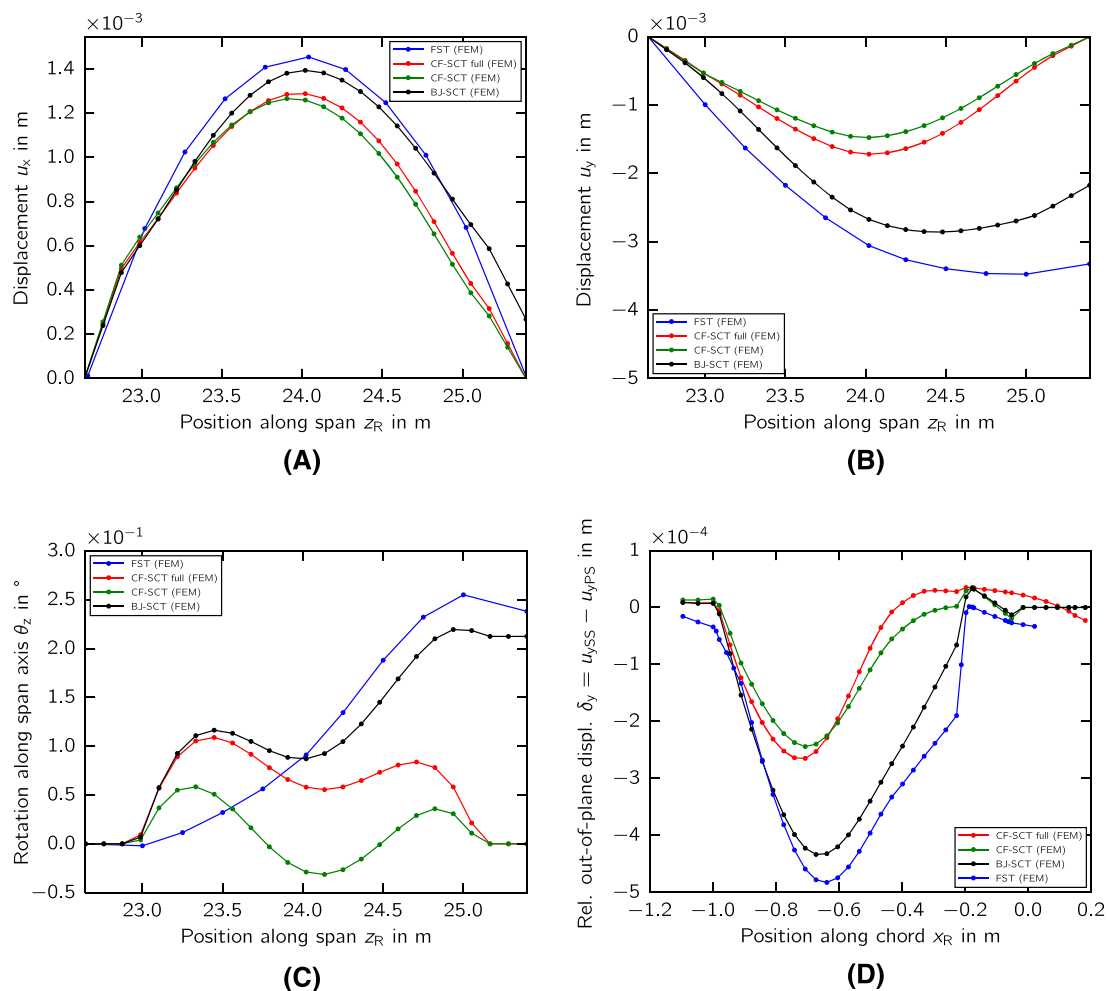 ×10⁻³
Displacement uₓ in m
1.4
1.2
1.0
0.8
0.6
0.4
0.2
0.0
FST (FEM)
CF-SCT full (FEM)
CF-SCT (FEM)
BJ-SCT (FEM)
23.0 23.5 24.0 24.5 25.0
Position along span z_R in m
(A)
×10⁻³
Displacement u_y in m
0
−1
−2
−3
−4
−5
FST (FEM)
CF-SCT full (FEM)
CF-SCT (FEM)
BJ-SCT (FEM)
23.0 23.5 24.0 24.5 25.0
Position along span z_R in m
(B)
×10⁻¹
Rotation along span axis θ_z in °
3.0
2.5
2.0
1.5
1.0
0.5
0.0
−0.5
FST (FEM)
CF-SCT full (FEM)
CF-SCT (FEM)
BJ-SCT (FEM)
23.0 23.5 24.0 24.5 25.0
Position along span z_R in m
(C)
×10⁻⁴
Rel. out-of-plane displ. δ_y = u_ySS − u_yPS in m
1
0
−1
−2
−3
−4
−5
CF-SCT full (FEM)
CF-SCT (FEM)
BJ-SCT (FEM)
FST (FEM)
−1.2 −1.0 −0.8 −0.6 −0.4 −0.2 0.0 0.2
Position along chord x_R in m
(D)